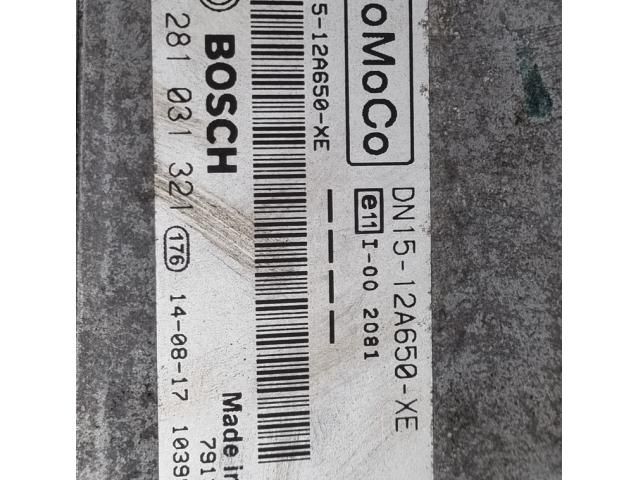 oMoCo
DN15-12A650-XE
e11 I-00 2081
5-12A650-XE
BOSCH
281 031 321 176 14-08-17 1039
Made in
791